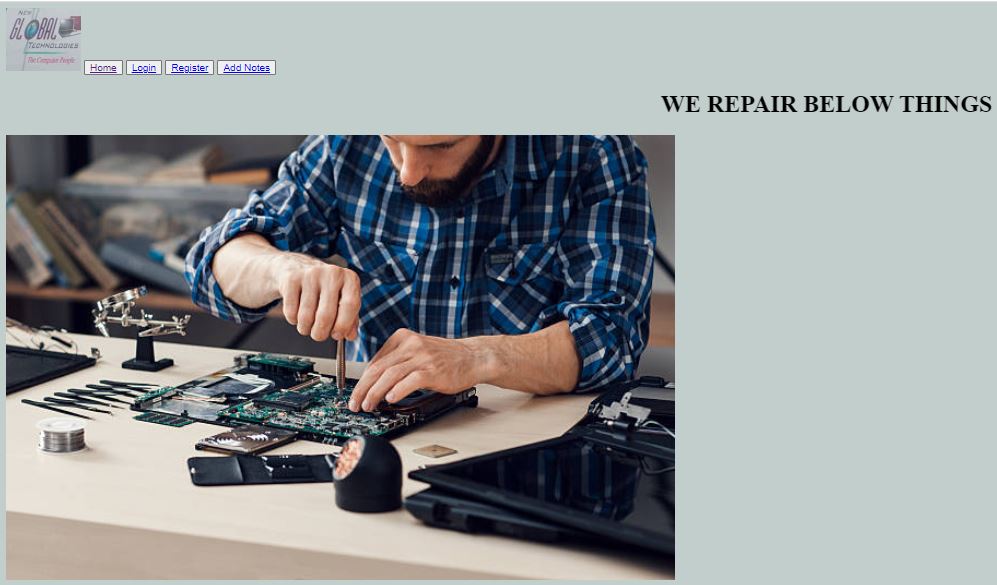 New
GLOBAL
TECHNOLOGIES
The Computer People
Home Login Register Add Notes
WE REPAIR BELOW THINGS